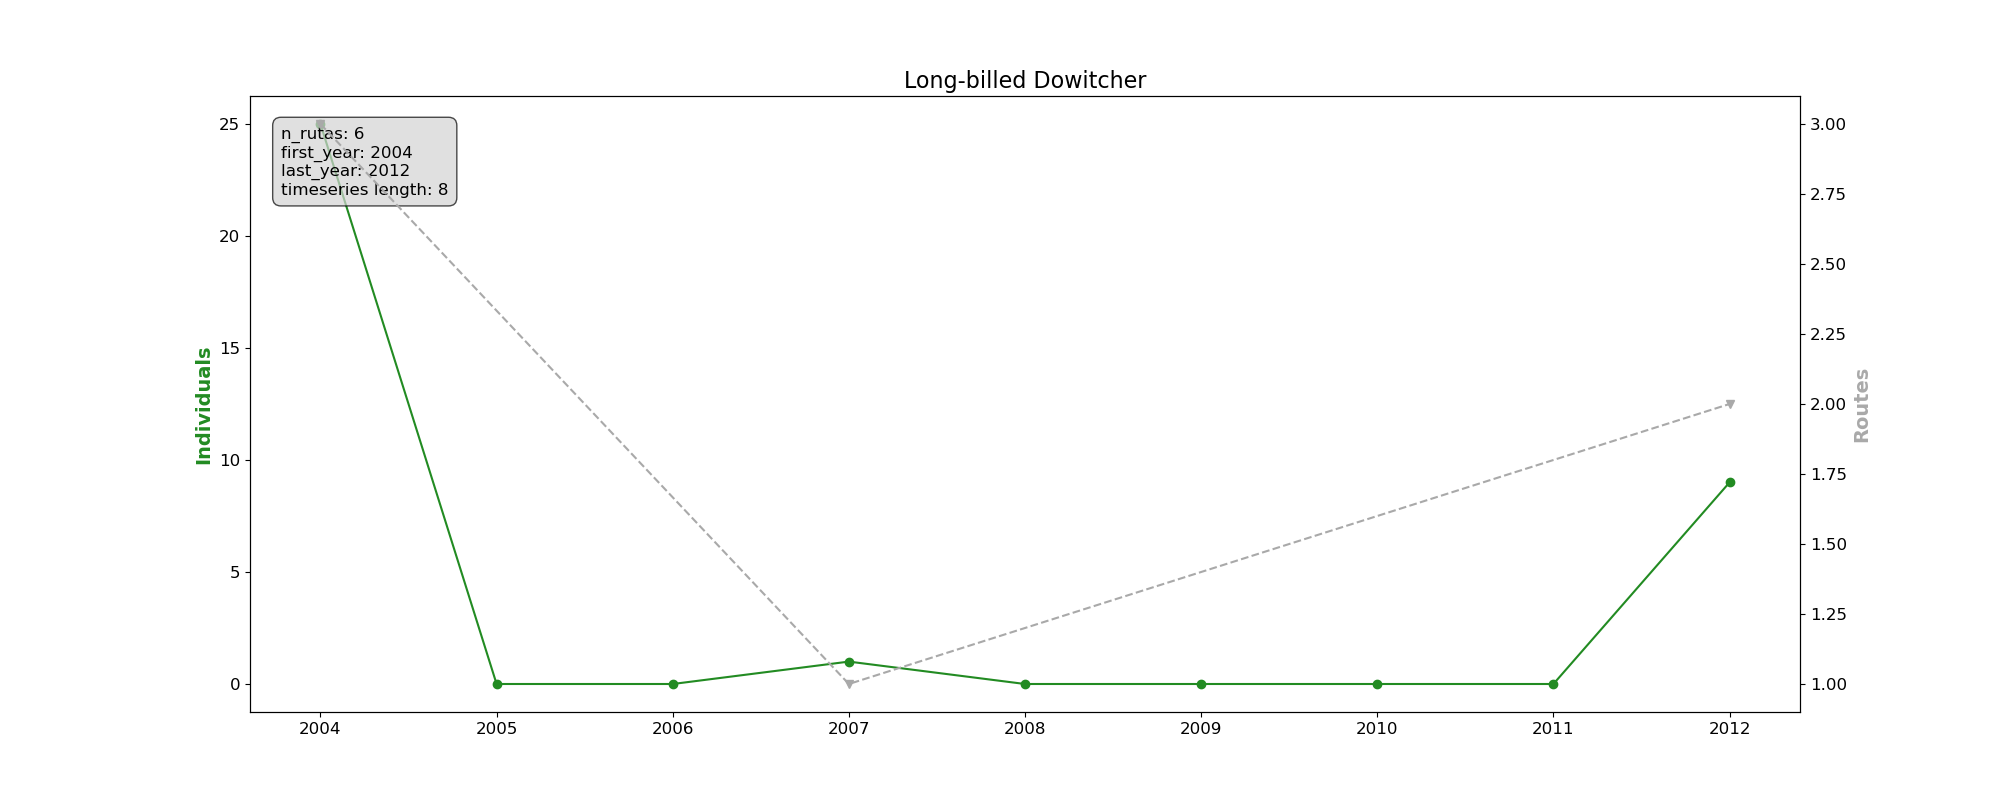 Long-billed Dowitcher
n_rutas: 6
first_year: 2004
last_year: 2012
timeseries length: 8
Individuals
25
20
15
10
5
0
3.00
2.75
2.50
2.25
2.00
1.75
1.50
1.25
1.00
Routes
2004 2005 2006 2007 2008 2009 2010 2011 2012